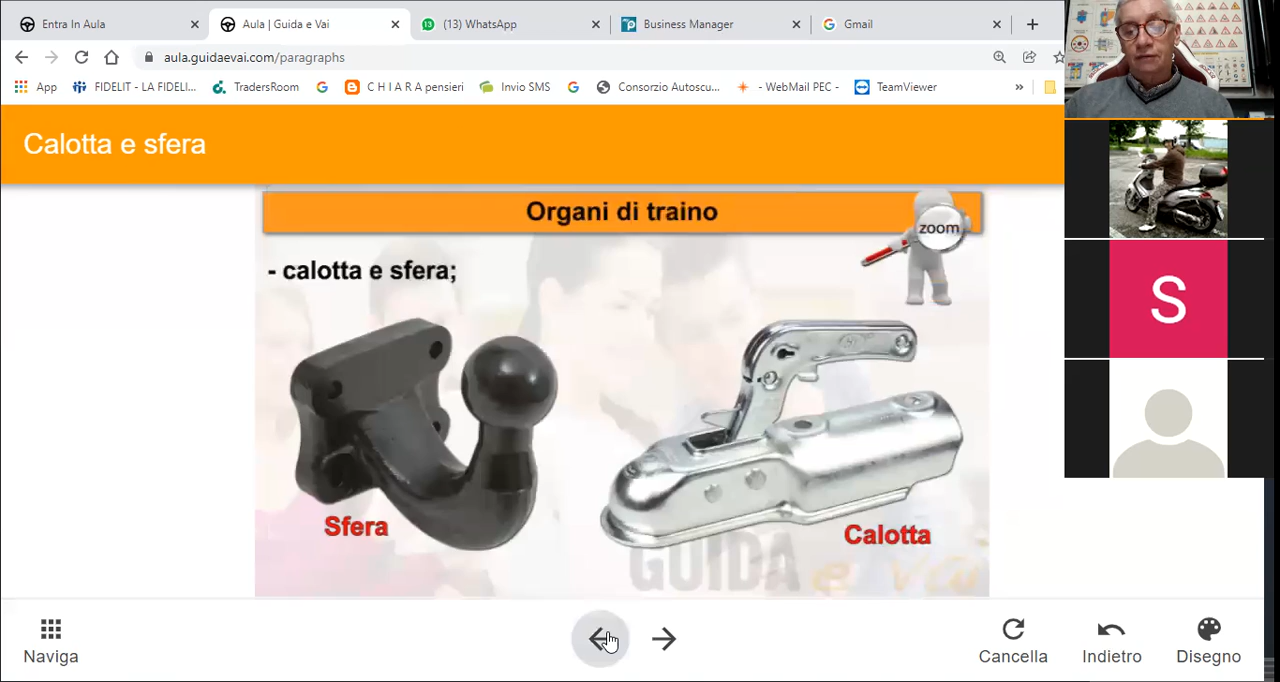 Entra In Aula
Aula | Guida e Vai
(13) WhatsApp
Business Manager
Gmail
aula.guidaevai.com/paragraphs
App
FIDELIT - LA FIDELI...
TradersRoom
C H I A R A pensieri
Invio SMS
Consorzio Autoscu...
- WebMail PEC -
TeamViewer
»
Calotta e sfera
Organi di traino
zoom
- calotta e sfera;
Sfera
Calotta
GUIDA e Vai
S
Naviga
Cancella
Indietro
Disegno